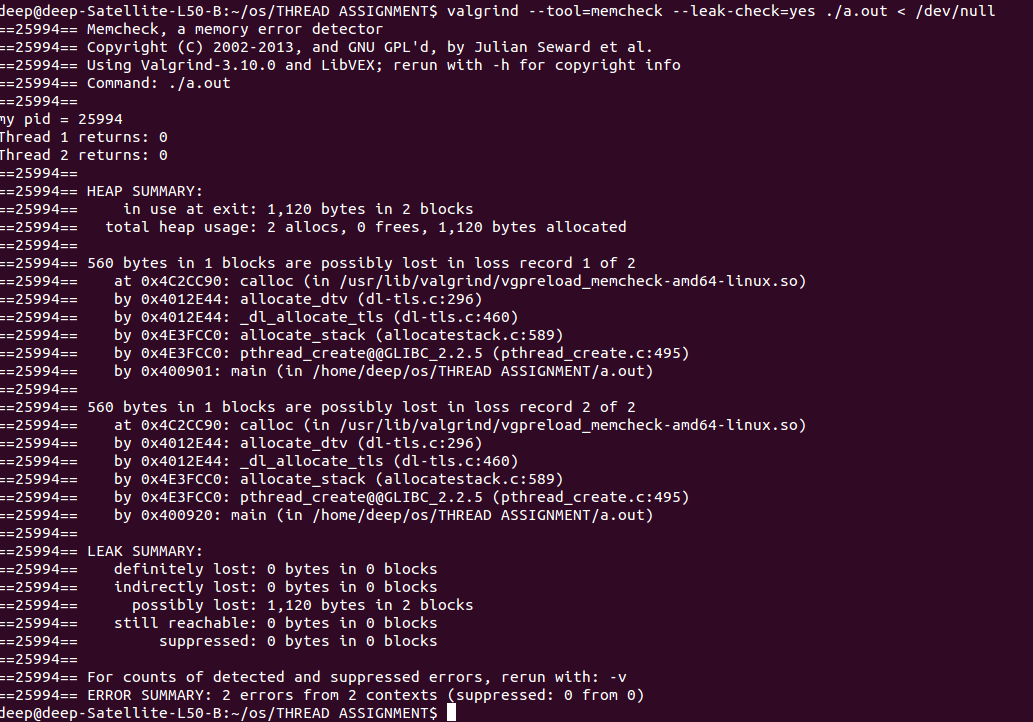 deep@deep-Satellite-L50-B:~/os/THREAD ASSIGNMENT$ valgrind --tool=memcheck --leak-check=yes ./a.out < /dev/null
==25994== Memcheck, a memory error detector
==25994== Copyright (C) 2002-2013, and GNU GPL'd, by Julian Seward et al.
==25994== Using Valgrind-3.10.0 and LibVEX; rerun with -h for copyright info
==25994== Command: ./a.out
==25994==
my pid = 25994
Thread 1 returns: 0
Thread 2 returns: 0
==25994==
==25994== HEAP SUMMARY:
==25994==     in use at exit: 1,120 bytes in 2 blocks
==25994==   total heap usage: 2 allocs, 0 frees, 1,120 bytes allocated
==25994==
==25994== 560 bytes in 1 blocks are possibly lost in loss record 1 of 2
==25994==    at 0x4C2CC90: calloc (in /usr/lib/valgrind/vgpreload_memcheck-amd64-linux.so)
==25994==    by 0x4012E44: allocate_dtv (dl-tls.c:296)
==25994==    by 0x4012E44: _dl_allocate_tls (dl-tls.c:460)
==25994==    by 0x4E3FCC0: allocate_stack (allocatestack.c:589)
==25994==    by 0x4E3FCC0: pthread_create@@GLIBC_2.2.5 (pthread_create.c:495)
==25994==    by 0x400901: main (in /home/deep/os/THREAD ASSIGNMENT/a.out)
==25994==
==25994== 560 bytes in 1 blocks are possibly lost in loss record 2 of 2
==25994==    at 0x4C2CC90: calloc (in /usr/lib/valgrind/vgpreload_memcheck-amd64-linux.so)
==25994==    by 0x4012E44: allocate_dtv (dl-tls.c:296)
==25994==    by 0x4012E44: _dl_allocate_tls (dl-tls.c:460)
==25994==    by 0x4E3FCC0: allocate_stack (allocatestack.c:589)
==25994==    by 0x4E3FCC0: pthread_create@@GLIBC_2.2.5 (pthread_create.c:495)
==25994==    by 0x400920: main (in /home/deep/os/THREAD ASSIGNMENT/a.out)
==25994==
==25994== LEAK SUMMARY:
==25994==    definitely lost: 0 bytes in 0 blocks
==25994==    indirectly lost: 0 bytes in 0 blocks
==25994==      possibly lost: 1,120 bytes in 2 blocks
==25994==    still reachable: 0 bytes in 0 blocks
==25994==         suppressed: 0 bytes in 0 blocks
==25994==
==25994== For counts of detected and suppressed errors, rerun with: -v
==25994== ERROR SUMMARY: 2 errors from 2 contexts (suppressed: 0 from 0)
deep@deep-Satellite-L50-B:~/os/THREAD ASSIGNMENT$